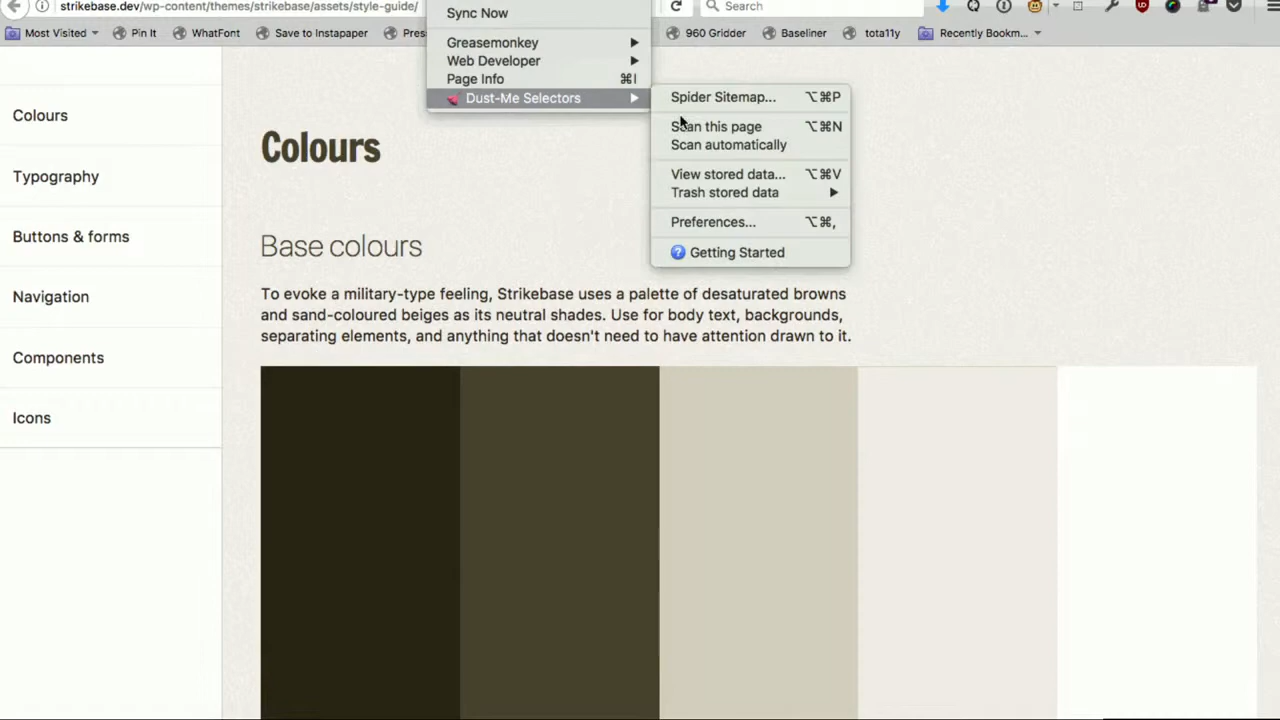 strikebase.dev/wp-content/themes/strikebase/assets/style-guide/
Search
Most Visited
Pin It
WhatFont
Save to Instapaper
Pres
960 Gridder
Baseliner
tota11y
Recently Bookm...
Sync Now
Greasemonkey
Web Developer
Page Info ⌘I
Dust-Me Selectors
Spider Sitemap... ⌥⌘P
Scan this page ⌥⌘N
Scan automatically
View stored data... ⌥⌘V
Trash stored data
Preferences... ⌥⌘,
Getting Started
Colours
Typography
Buttons & forms
Navigation
Components
Icons
Colours
Base colours
To evoke a military-type feeling, Strikebase uses a palette of desaturated browns
and sand-coloured beiges as its neutral shades. Use for body text, backgrounds,
separating elements, and anything that doesn't need to have attention drawn to it.